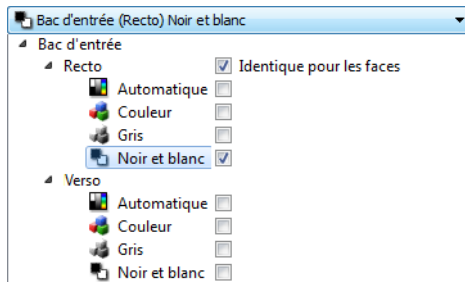 Bac d'entrée (Recto) Noir et blanc
Bac d'entrée
Recto Identique pour les faces
Automatique
Couleur
Gris
Noir et blanc
Verso
Automatique
Couleur
Gris
Noir et blanc